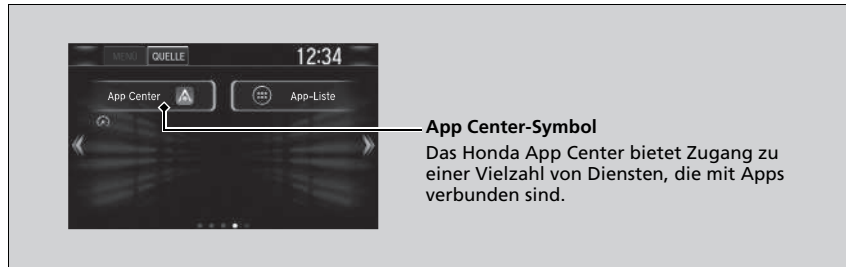 MENÜ QUELLE 12:34
App Center App-Liste
App Center-Symbol
Das Honda App Center bietet Zugang zu
einer Vielzahl von Diensten, die mit Apps
verbunden sind.